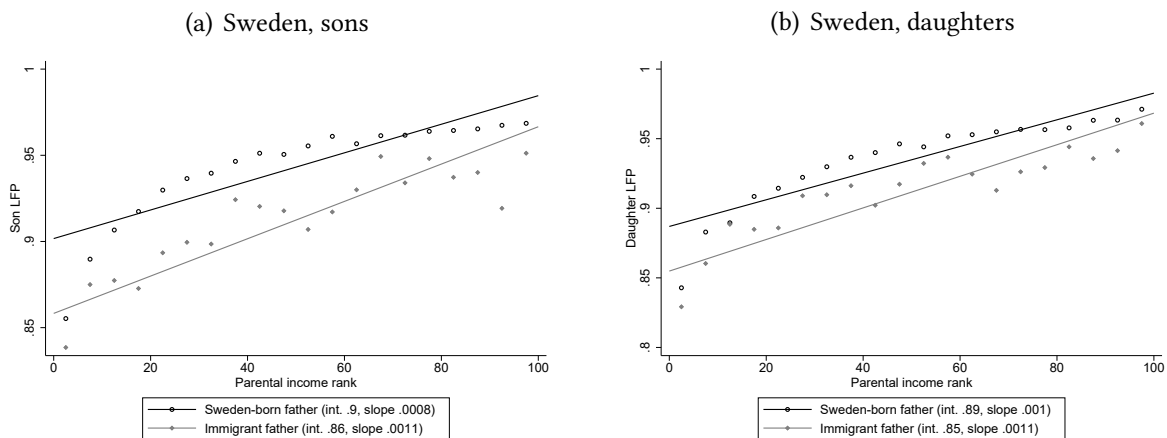 (a) Sweden, sons
1
.95
.9
.85
Son LFP
0 20 40 60 80 100
Parental income rank
Sweden-born father (int. .9, slope .0008)
Immigrant father (int. .86, slope .0011)
(b) Sweden, daughters
1
.95
.9
.85
.8
Daughter LFP
0 20 40 60 80 100
Parental income rank
Sweden-born father (int. .89, slope .001)
Immigrant father (int. .85, slope .0011)